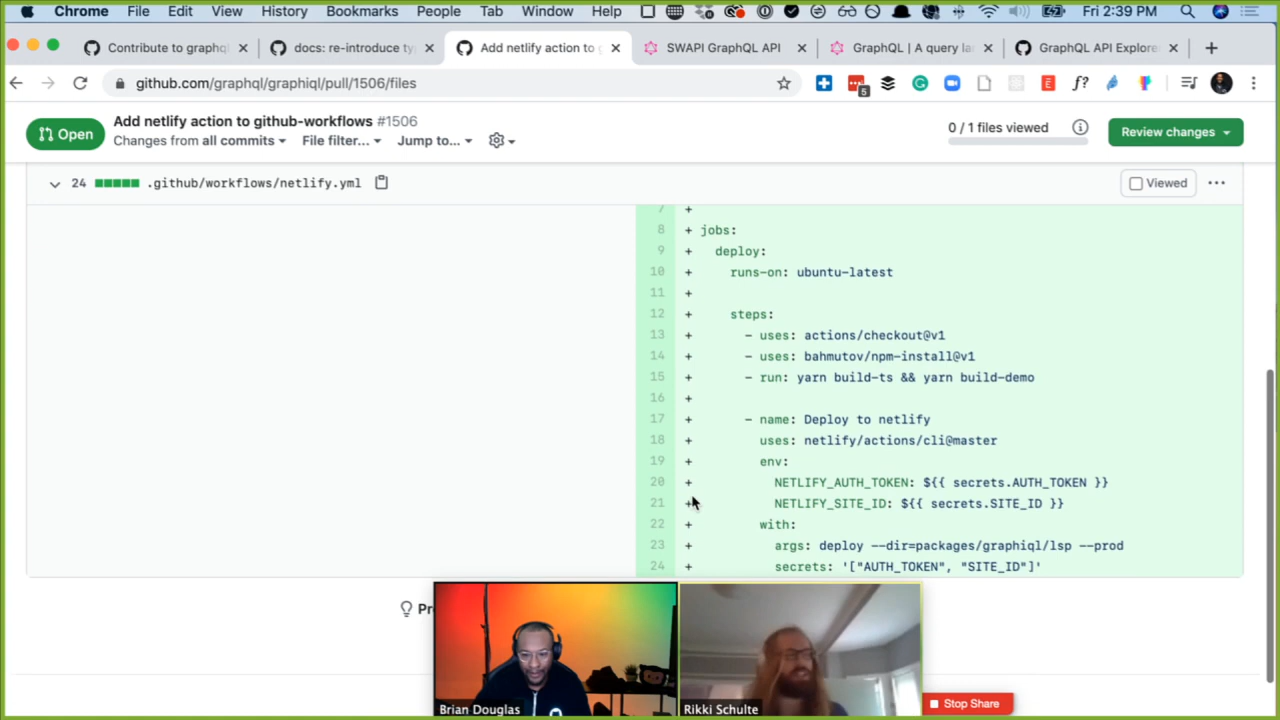 Chrome File Edit View History Bookmarks People Tab Window Help Fri 2:39 PM
Contribute to graphql
docs: re-introduce ty
Add netlify action to g
SWAPI GraphQL API
GraphQL | A query la
GraphQL API Explore
github.com/graphql/graphiql/pull/1506/files
5
f?
Open
Add netlify action to github-workflows #1506
Changes from all commits File filter... Jump to...
0 / 1 files viewed
Review changes
24 .github/workflows/netlify.yml
Viewed
7 +
8 + jobs:
9 + deploy:
10 + runs-on: ubuntu-latest
11 +
12 + steps:
13 + - uses: actions/checkout@v1
14 + - uses: bahmutov/npm-install@v1
15 + - run: yarn build-ts && yarn build-demo
16 +
17 + - name: Deploy to netlify
18 + uses: netlify/actions/cli@master
19 + env:
20 + NETLIFY_AUTH_TOKEN: ${{ secrets.AUTH_TOKEN }}
21 + NETLIFY_SITE_ID: ${{ secrets.SITE_ID }}
22 + with:
23 + args: deploy --dir=packages/graphiql/lsp --prod
24 + secrets: '["AUTH_TOKEN", "SITE_ID"]'
Pr
Brian Douglas
Rikki Schulte
Stop Share